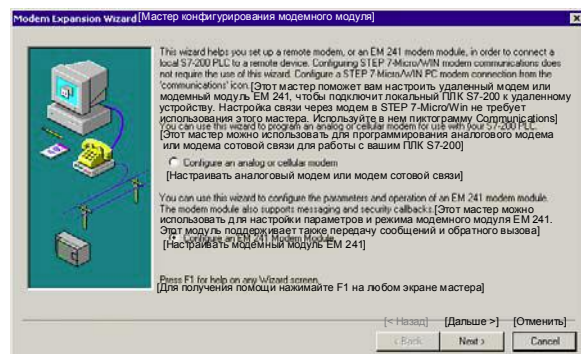 Modem Expansion Wizard [Мастер конфигурирования модемного модуля]
This wizard helps you set up a remote modem, or an EM 241 modem module, in order to connect a
local S7-200 PLC to a remote device. Configuring STEP 7-Micro/WIN modem communications does
not require the use of this wizard. Configure a STEP 7-Micro/WIN PC modem connection from the
'communications' icon. [Этот мастер поможет вам настроить удаленный модем или
модемный модуль EM 241, чтобы подключит локальный ПЛК S7-200 к удаленному
устройству. Настройка связи через модем в STEP 7-Micro/Win не требует
использования этого мастера. Используйте в нем пиктограмму Communications]
You can use this wizard to program an analog or cellular modem for use with your S7-200 PLC.
[Этот мастер можно использовать для программирования аналогового модема
или модема сотовой связи для работы с вашим ПЛК S7-200]
Configure an analog or cellular modem
[Настраивать аналоговый модем или модем сотовой связи]
You can use this wizard to configure the parameters and operation of an EM 241 modem module.
The modem module also supports messaging and security callbacks. [Этот мастер можно
использовать для настройки параметров и режима модемного модуля EM 241.
Этот модуль поддерживает также передачу сообщений и обратного вызова]
Configure an EM 241 Modem Module
[Настраивать модемный модуль EM 241]
Press F1 for help on any Wizard screen.
[Для получения помощи нажимайте F1 на любом экране мастера]
[< Назад] [Дальше >] [Отменить]
< Back Next > Cancel